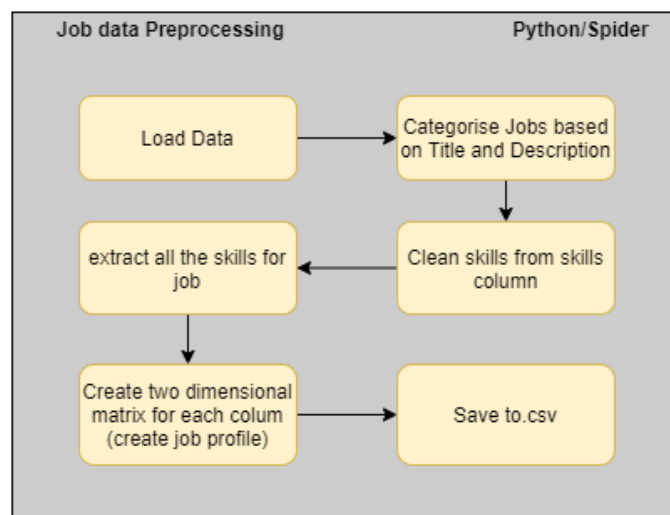 Job data Preprocessing
Python/Spider
Load Data
Categorise Jobs based
on Title and Description
Clean skills from skills
column
extract all the skills for
job
Create two dimensional
matrix for each colum
(create job profile)
Save to.csv